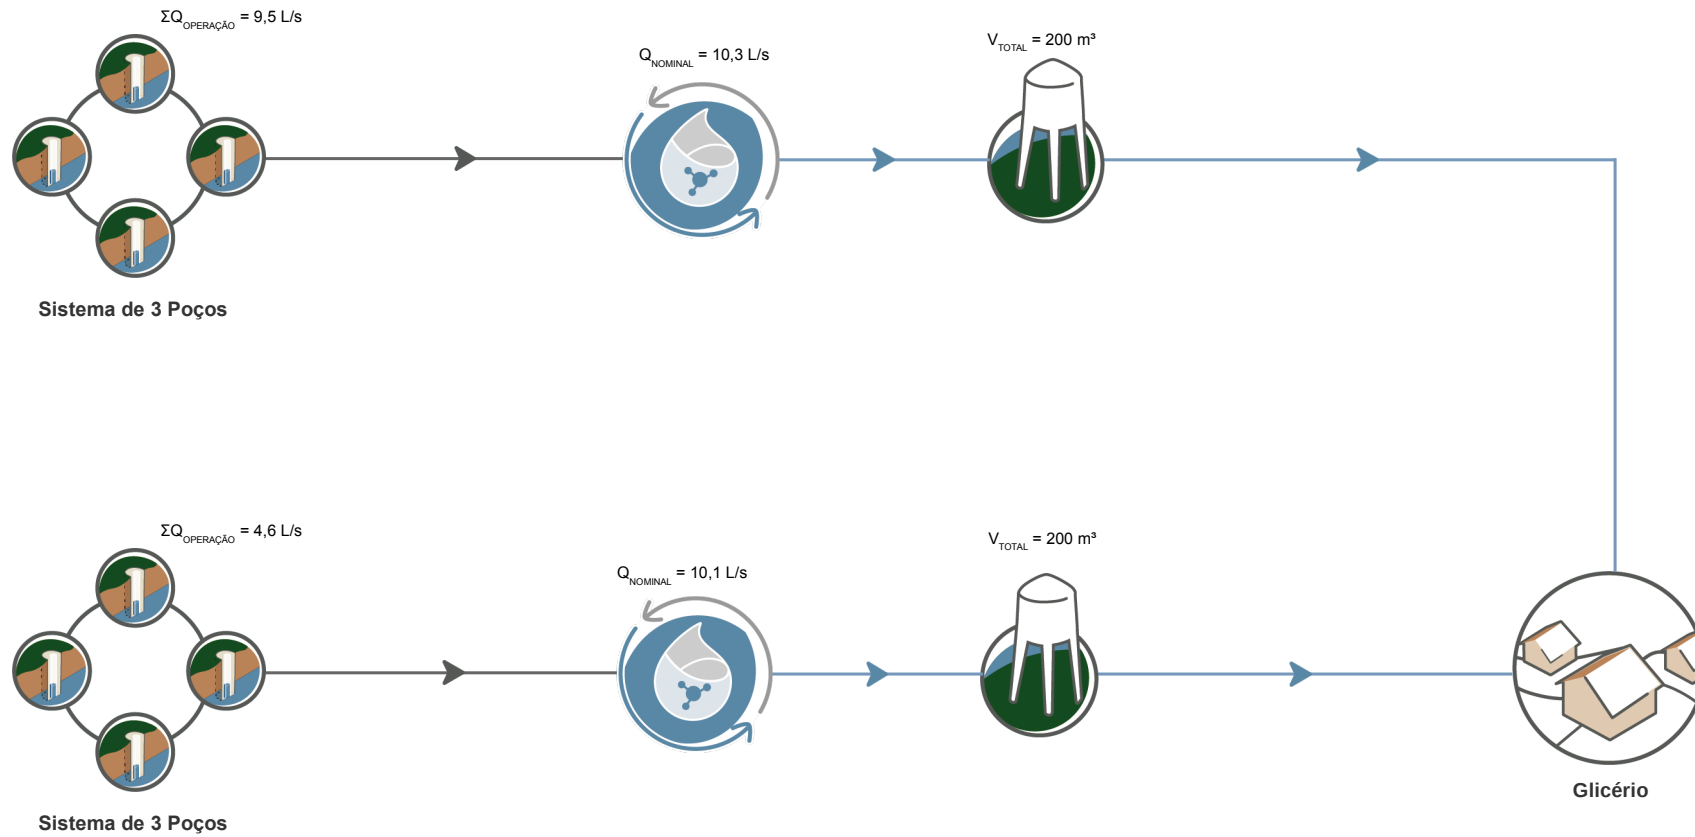 ΣQOPERAÇÃO = 9,5 L/s
QNOMINAL = 10,3 L/s
VTOTAL = 200 m³
Sistema de 3 Poços
ΣQOPERAÇÃO = 4,6 L/s
QNOMINAL = 10,1 L/s
VTOTAL = 200 m³
Glicério
Sistema de 3 Poços